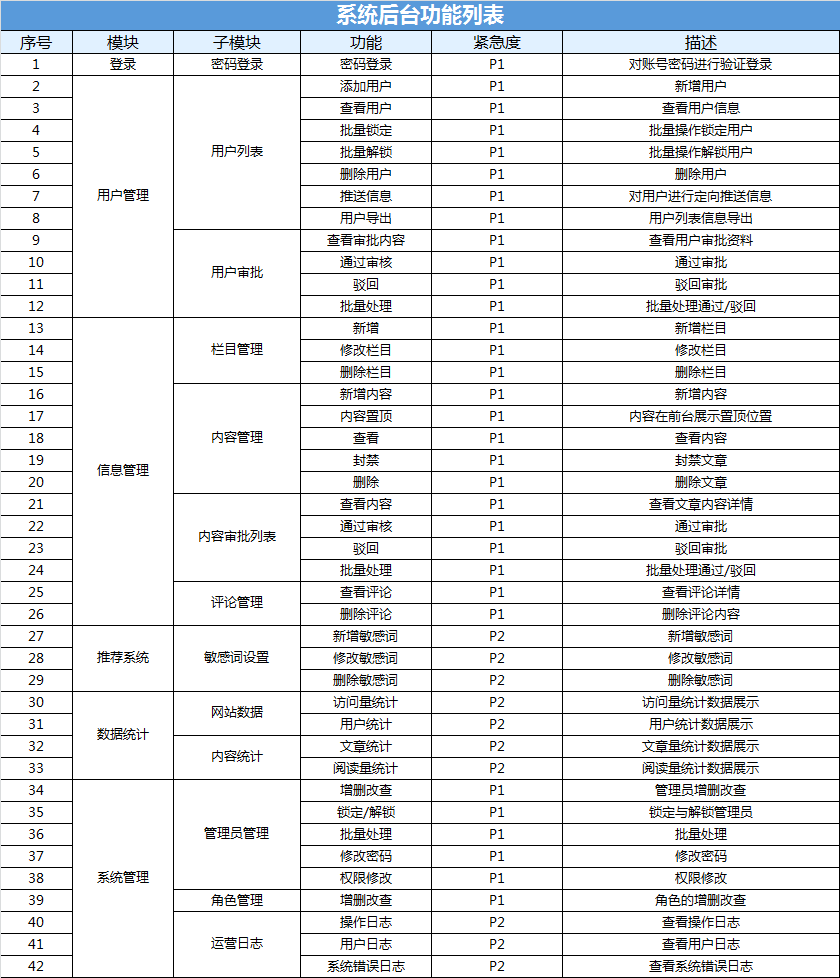 系统后台功能列表
序号 模块 子模块 功能 紧急度 描述
1 登录 密码登录 密码登录 P1 对账号密码进行验证登录
2 用户管理 用户列表 添加用户 P1 新增用户
3 查看用户 P1 查看用户信息
4 批量锁定 P1 批量操作锁定用户
5 批量解锁 P1 批量操作解锁用户
6 删除用户 P1 删除用户
7 推送信息 P1 对用户进行定向推送信息
8 用户导出 P1 用户列表信息导出
9 用户审批 查看审批内容 P1 查看用户审批资料
10 通过审核 P1 通过审批
11 驳回 P1 驳回审批
12 批量处理 P1 批量处理通过/驳回
13 信息管理 栏目管理 新增 P1 新增栏目
14 修改栏目 P1 修改栏目
15 删除栏目 P1 删除栏目
16 内容管理 新增内容 P1 新增内容
17 内容置顶 P1 内容在前台展示置顶位置
18 查看 P1 查看内容
19 封禁 P1 封禁文章
20 删除 P1 删除文章
21 内容审批列表 查看内容 P1 查看文章内容详情
22 通过审核 P1 通过审批
23 驳回 P1 驳回审批
24 批量处理 P1 批量处理通过/驳回
25 评论管理 查看评论 P1 查看评论详情
26 删除评论 P1 删除评论内容
27 推荐系统 敏感词设置 新增敏感词 P2 新增敏感词
28 修改敏感词 P2 修改敏感词
29 删除敏感词 P2 删除敏感词
30 数据统计 网站数据 访问量统计 P2 访问量统计数据展示
31 用户统计 P2 用户统计数据展示
32 内容统计 文章统计 P2 文章量统计数据展示
33 阅读量统计 P2 阅读量统计数据展示
34 系统管理 管理员管理 增删改查 P1 管理员增删改查
35 锁定/解锁 P1 锁定与解锁管理员
36 批量处理 P1 批量处理
37 修改密码 P1 修改密码
38 权限修改 P1 权限修改
39 角色管理 增删改查 P1 角色的增删改查
40 运营日志 操作日志 P2 查看操作日志
41 用户日志 P2 查看用户日志
42 系统错误日志 P2 查看系统错误日志